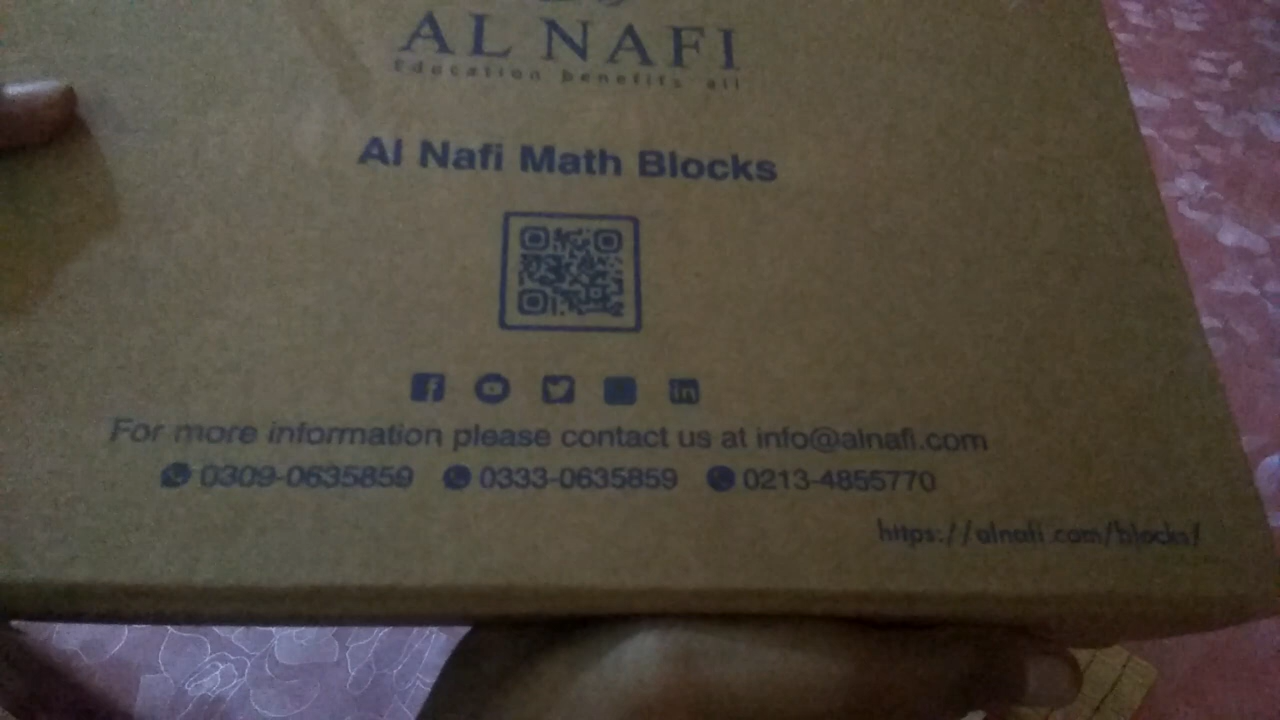 AL NAFI
Education benefits all
Al Nafi Math Blocks
For more information please contact us at info@alnafi.com
0309-0635859 0333-0635859 0213-4855770
https://alnafi.com/blocks/